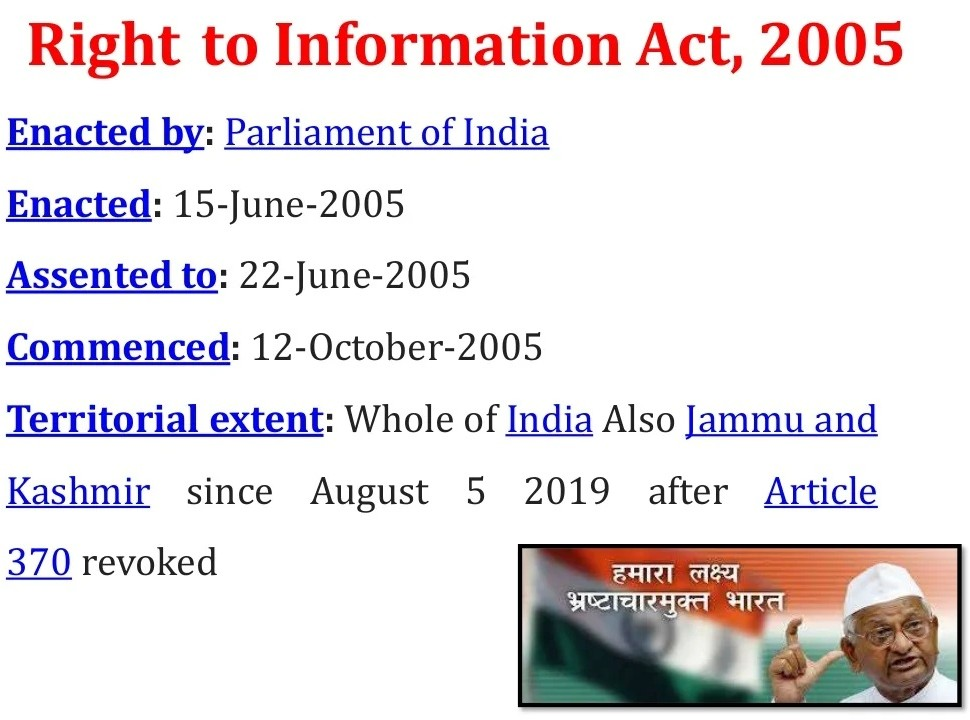 Right to Information Act, 2005
Enacted by: Parliament of India
Enacted: 15-June-2005
Assented to: 22-June-2005
Commenced: 12-October-2005
Territorial extent: Whole of India Also Jammu and
Kashmir since August 5 2019 after Article
370 revoked
हमारा लक्ष्य
भ्रष्टाचारमुक्त भारत